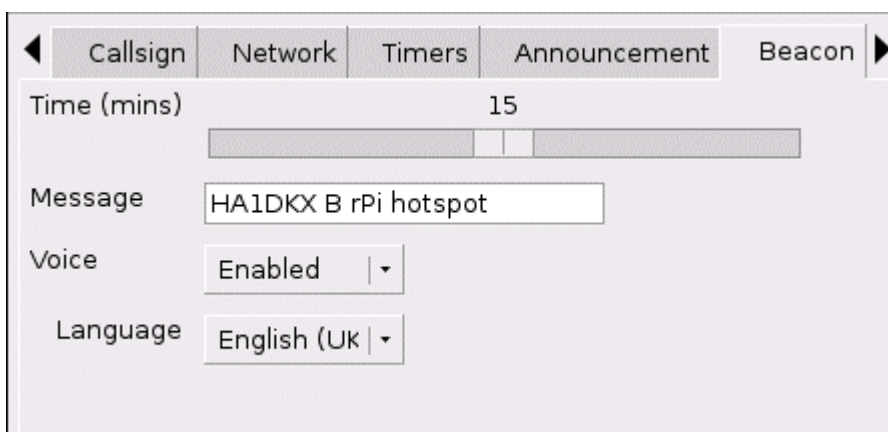 Callsign Network Timers Announcement Beacon
Time (mins) 15
Message HA1DKX B rPi hotspot
Voice Enabled
Language English (UK